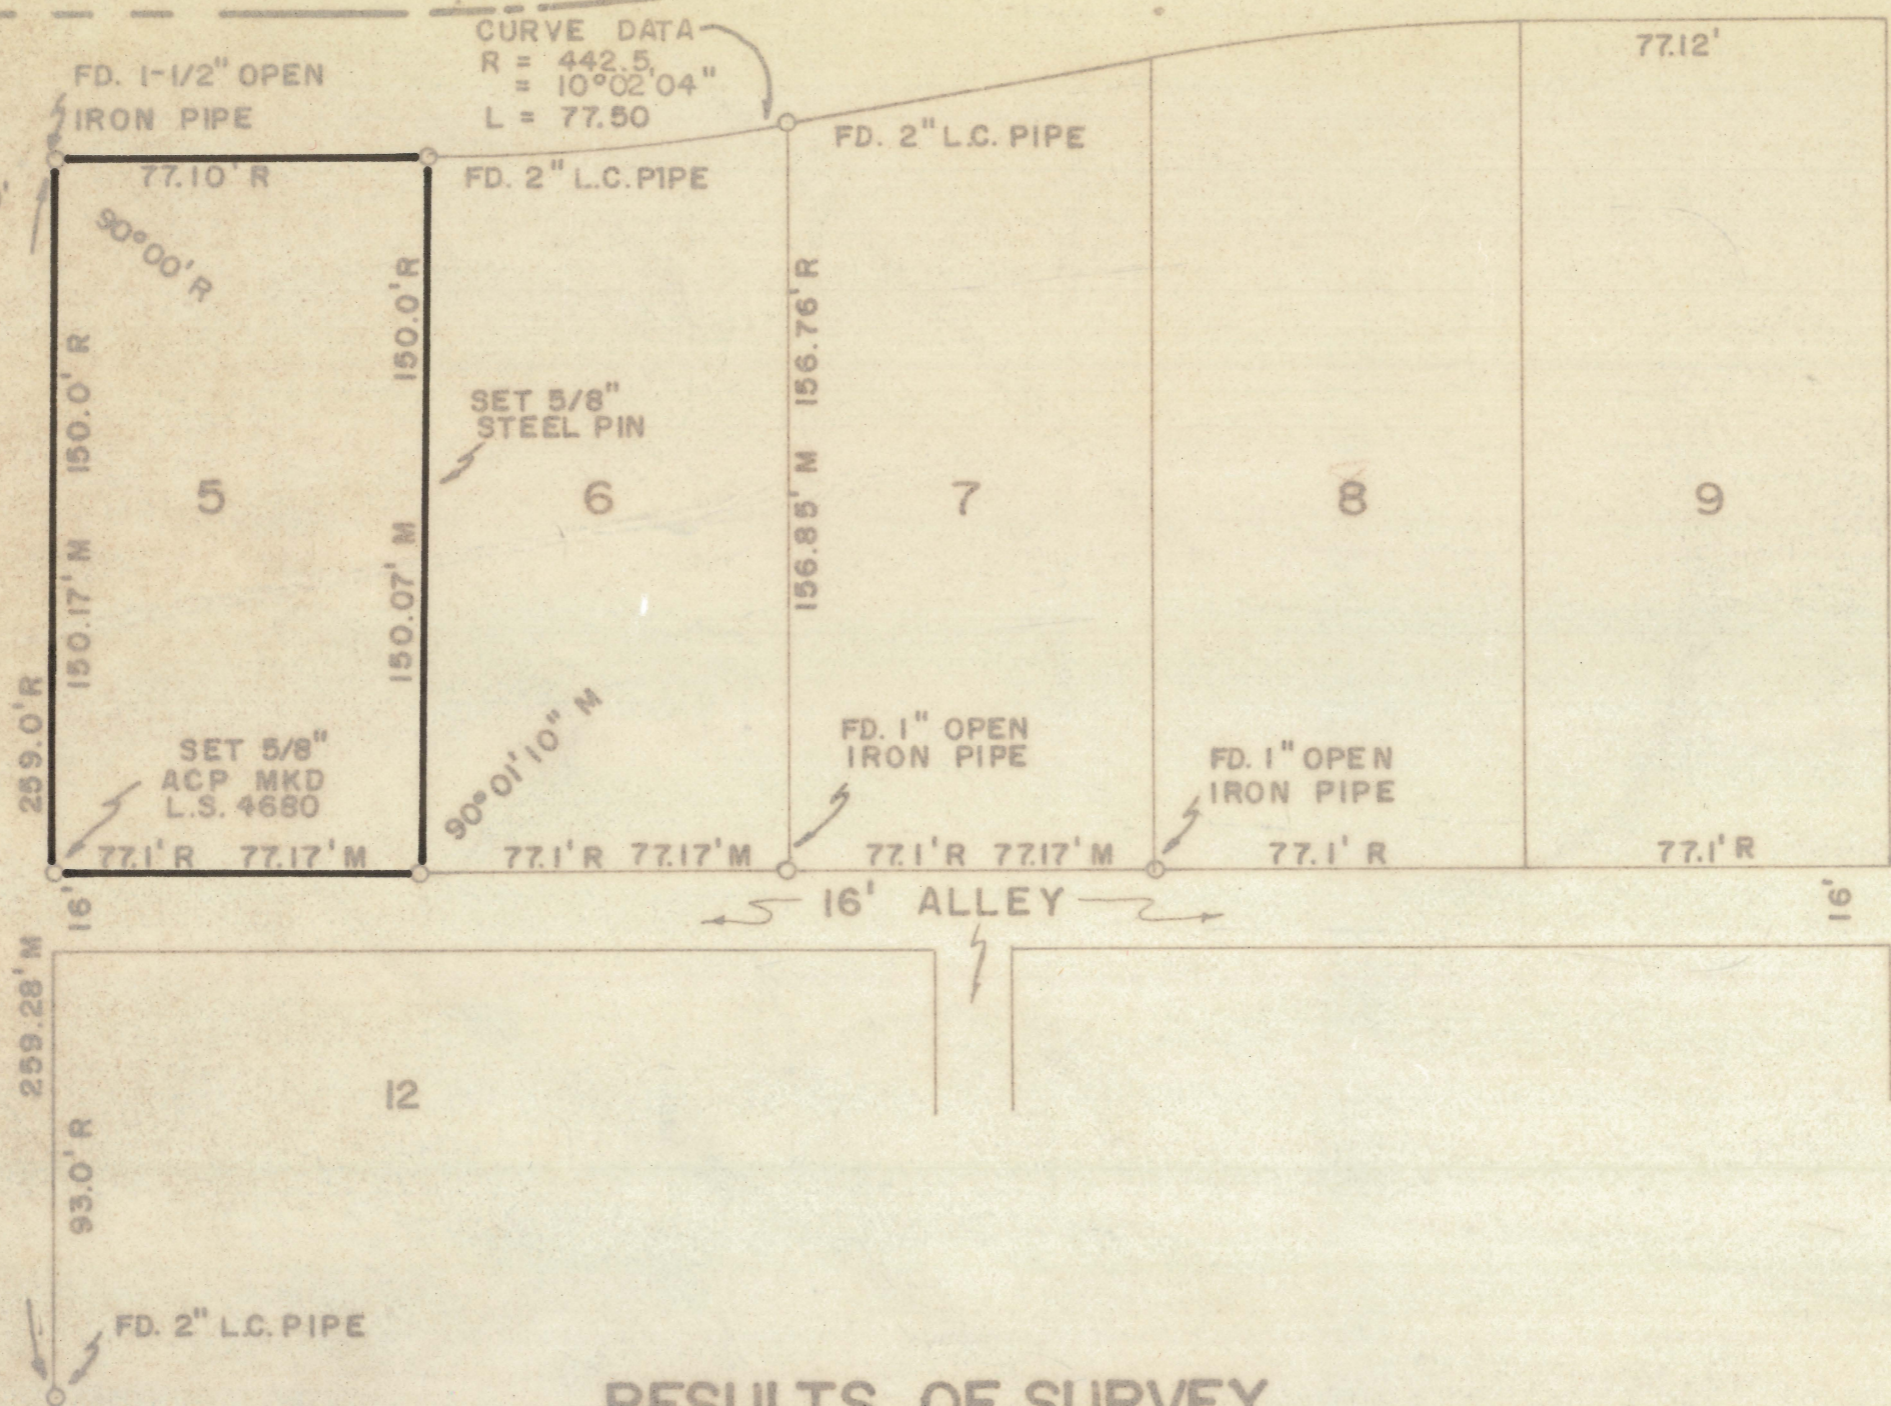 CURVE DATA
R = 442.5
= 10°02'04"
L = 77.50
77.12'
FD. 1-1/2" OPEN
IRON PIPE
FD. 2" L.C. PIPE
77.10' R
FD. 2" L.C. PIPE
90°00' R
150.0' R
150.0' R
156.76' R
SET 5/8"
STEEL PIN
5
6
7
8
9
150.17' M
150.07' M
156.85' M
259.0' R
90°01'10" M
SET 5/8"
ACP MKD
L.S. 4680
FD. 1" OPEN
IRON PIPE
FD. 1" OPEN
IRON PIPE
77.1' R 77.17' M
77.1' R 77.17' M
77.1' R 77.17' M
77.1' R
77.1' R
16'
16' ALLEY
16'
259.28' M
12
93.0' R
FD. 2" L.C. PIPE
RESULTS OF SURVEY